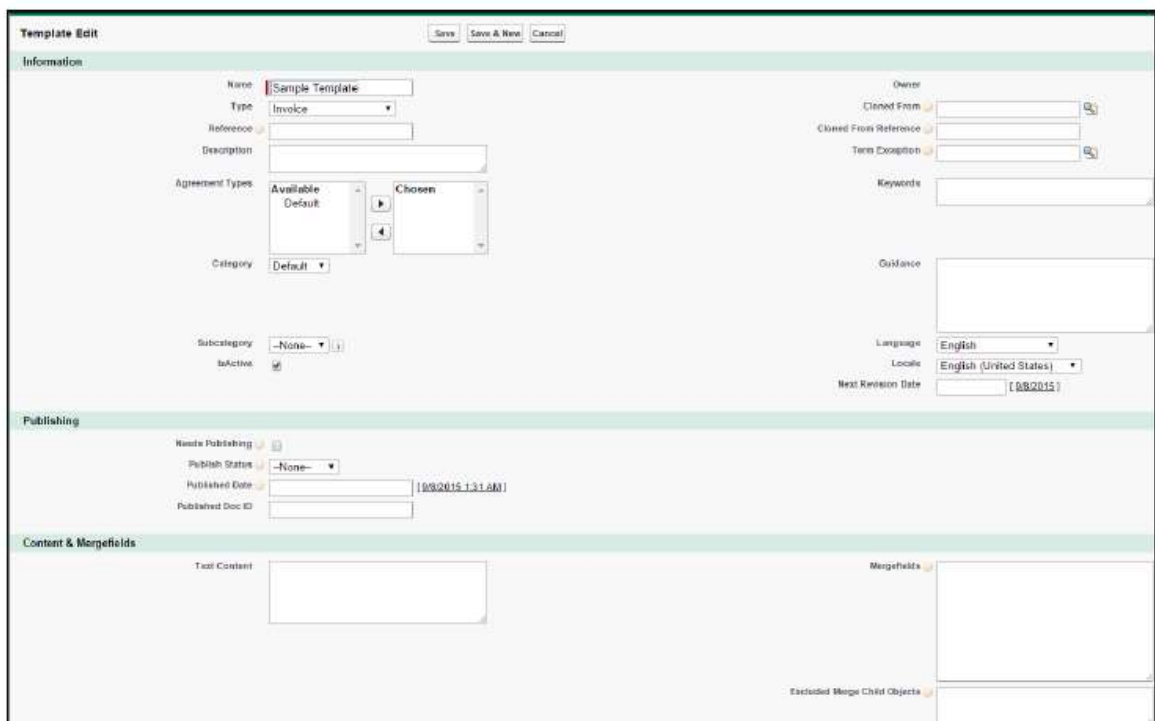 Template Edit Save Save & New Cancel
Information
Name Sample Template Owner
Type Invoice Cloned From
Reference Cloned From Reference
Description Term Exception
Agreement Types Available Chosen Keywords
Default
Category Default Guidance
Subcategory --None-- i Language English
IsActive Locale English (United States)
Next Revision Date [ 9/8/2015 ]
Publishing
Needs Publishing
Publish Status --None--
Published Date [ 9/8/2015 1:31 AM ]
Published Doc ID
Content & Mergefields
Text Content Mergefields
Excluded Merge Child Objects